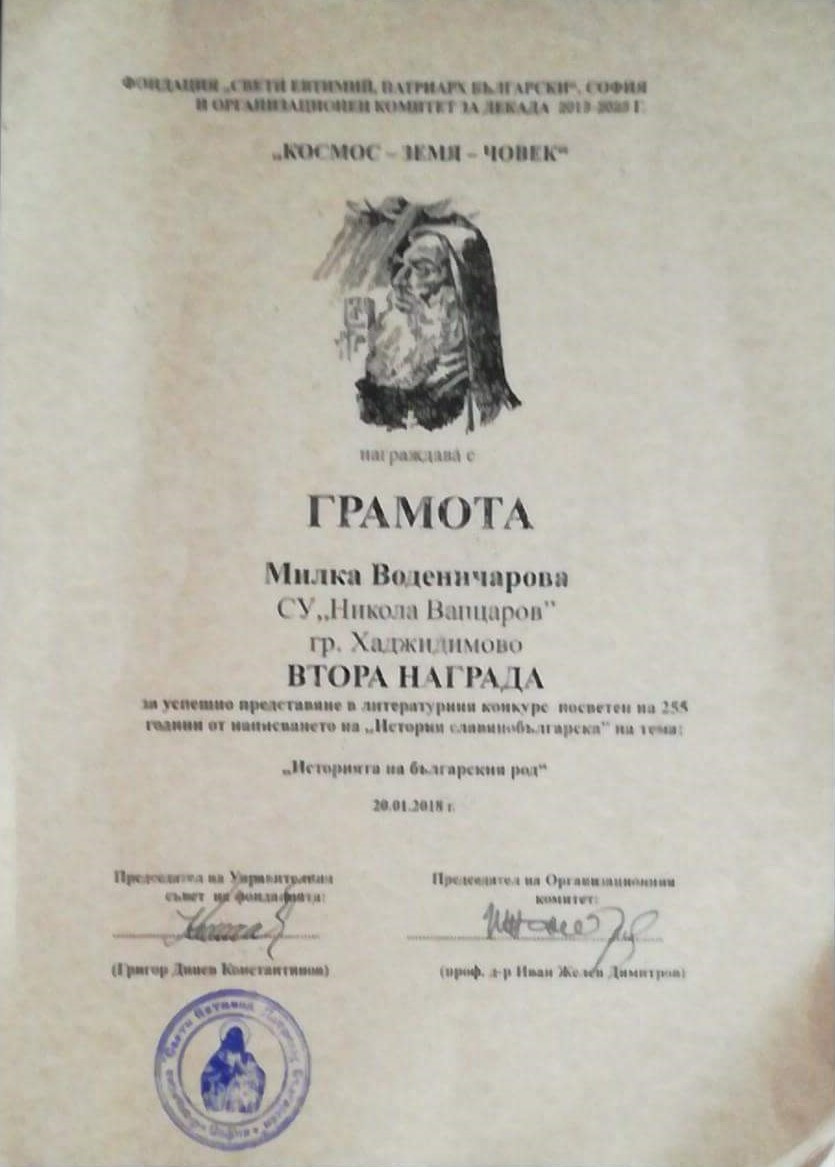 ФОНДАЦИЯ „СВЕТИ ЕВТИМИЙ, ПАТРИАРХ БЪЛГАРСКИ“, СОФИЯ
И ОРГАНИЗАЦИОНЕН КОМИТЕТ ЗА ДЕКАДА
„КОСМОС – ЗЕМЯ – ЧОВЕК“
награждава с
ГРАМОТА
Милка Воденичарова
СУ„Никола Вапцаров”
гр. Хаджидимово
ВТОРА НАГРАДА
за успешно представяне в литературния конкурс посветен на 255
години от написването на „История славянобългарска” на тема:
„Историята на българския род“
20.01.2018 г.
Председател на Управителния
съвет на фондацията:
(Григор Динев Константинов)
Председател на Организационния
комитет:
(проф. д-р Иван Желев Димитров)